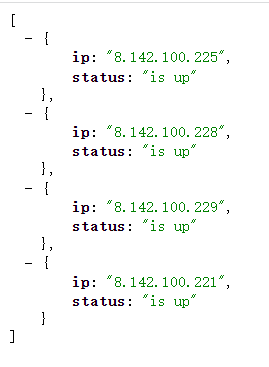 [
- {
ip: "8.142.100.225",
status: "is up"
},
- {
ip: "8.142.100.228",
status: "is up"
},
- {
ip: "8.142.100.229",
status: "is up"
},
- {
ip: "8.142.100.221",
status: "is up"
}
]